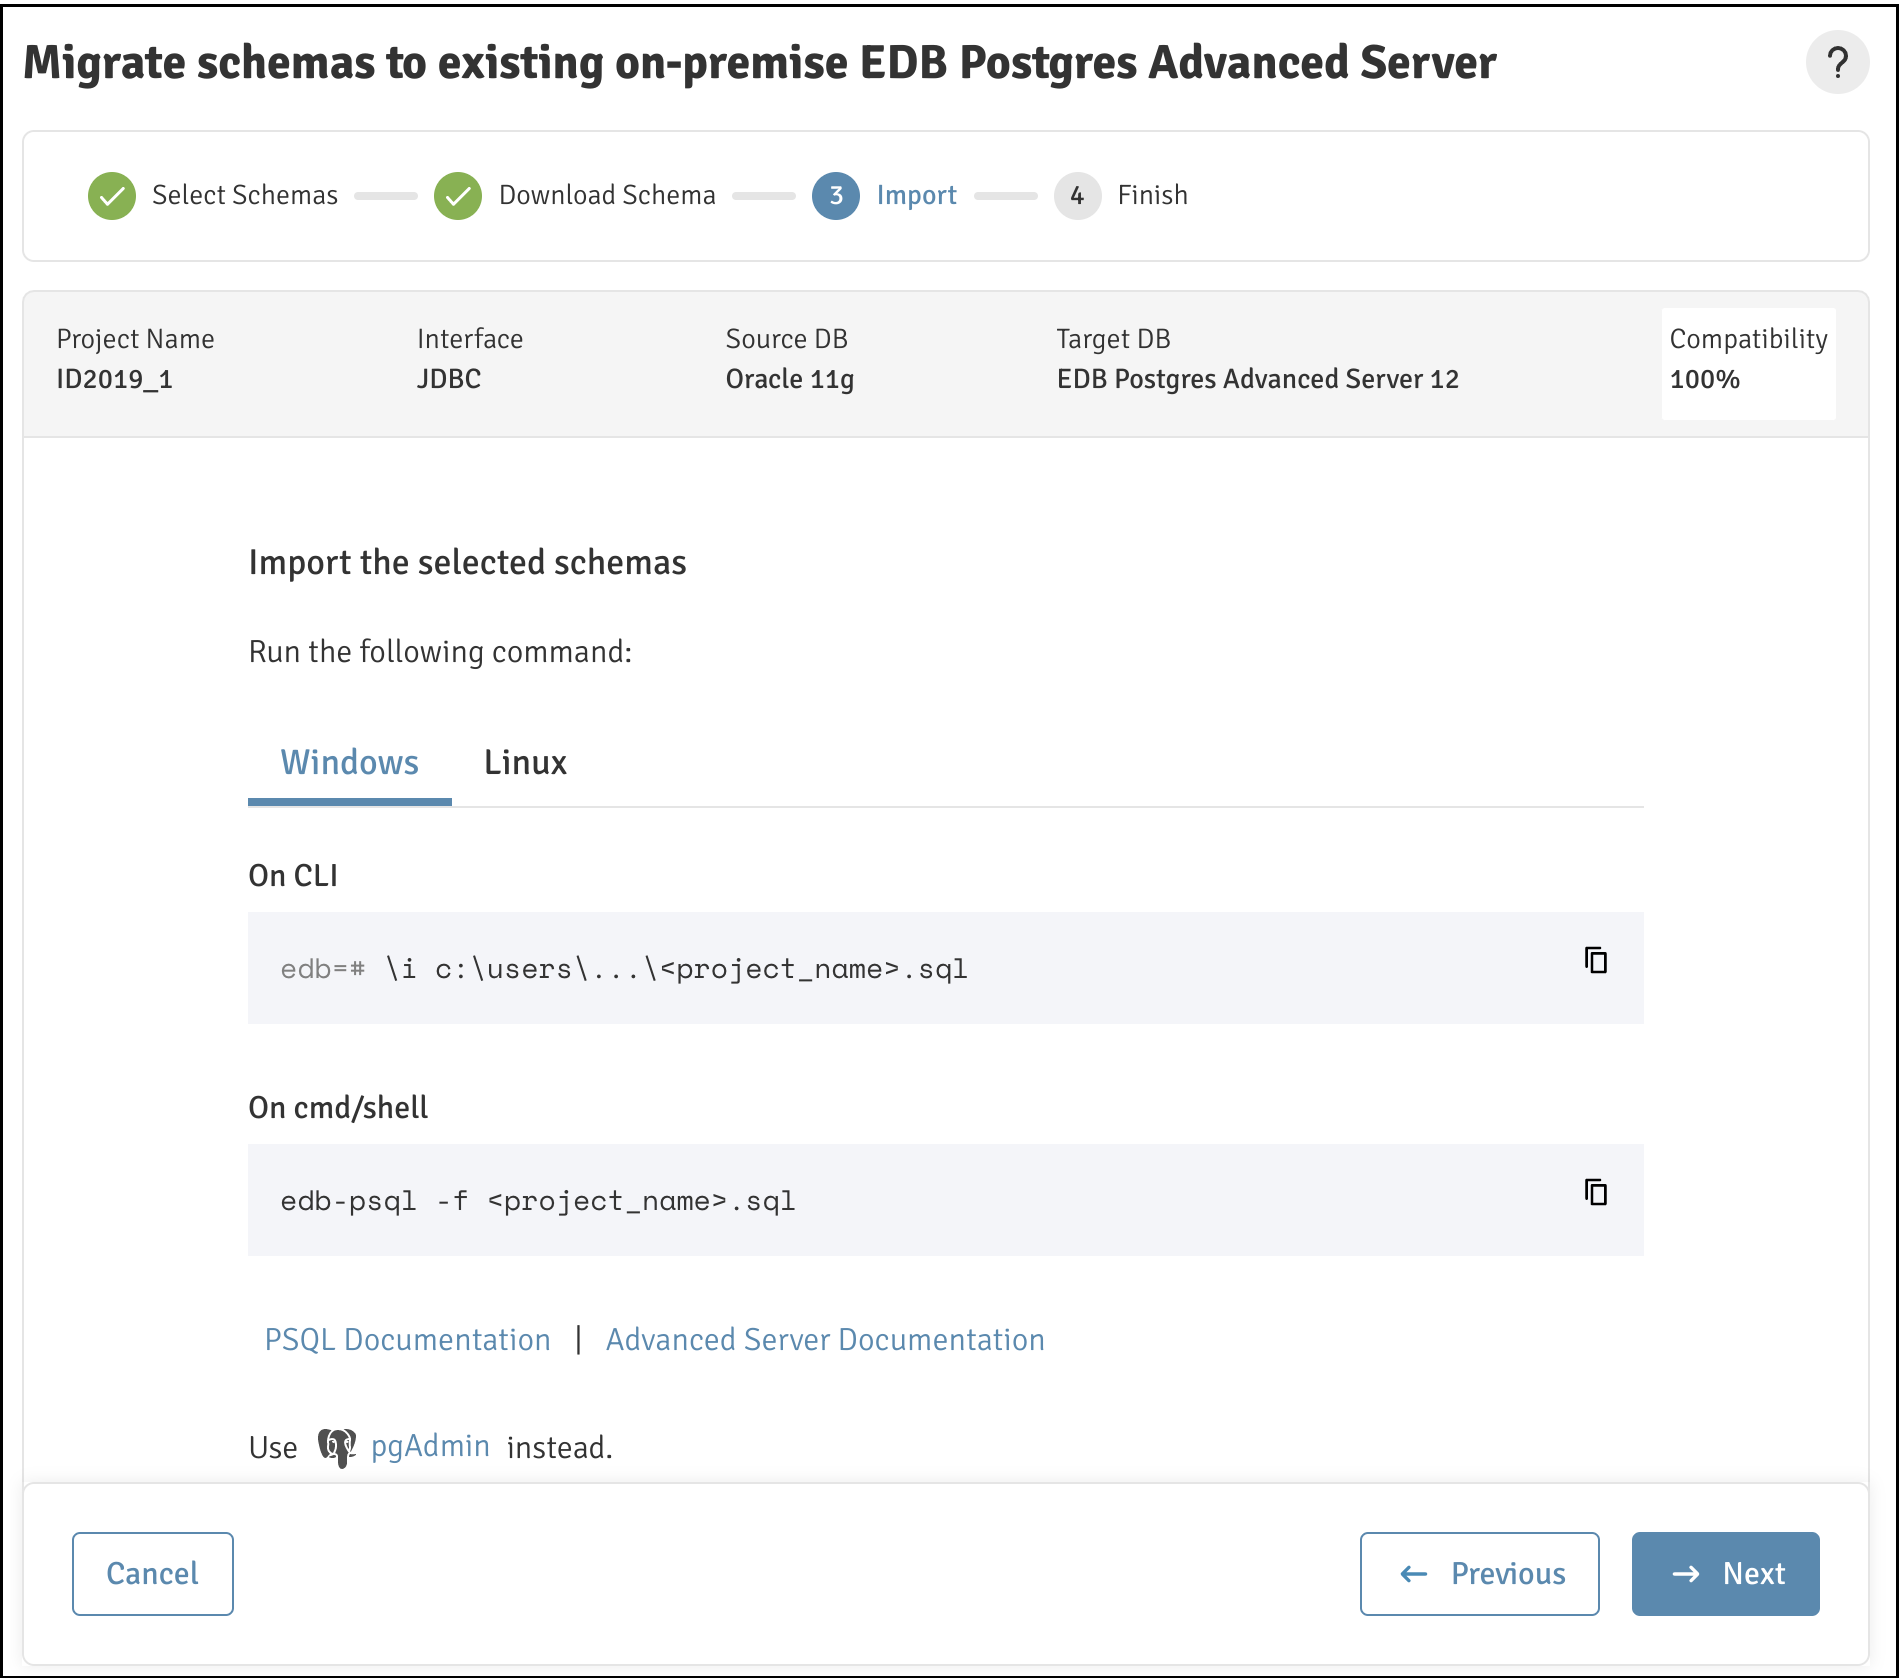 Migrate schemas to existing on-premise EDB Postgres Advanced Server ?
Select Schemas Download Schema 3 Import 4 Finish
Project Name Interface Source DB Target DB Compatibility
ID2019_1 JDBC Oracle 11g EDB Postgres Advanced Server 12 100%
Import the selected schemas
Run the following command:
Windows Linux
On CLI
edb=# \i c:\users\...\<project_name>.sql
On cmd/shell
edb-psql -f <project_name>.sql
PSQL Documentation | Advanced Server Documentation
Use pgAdmin instead.
Cancel ← Previous → Next